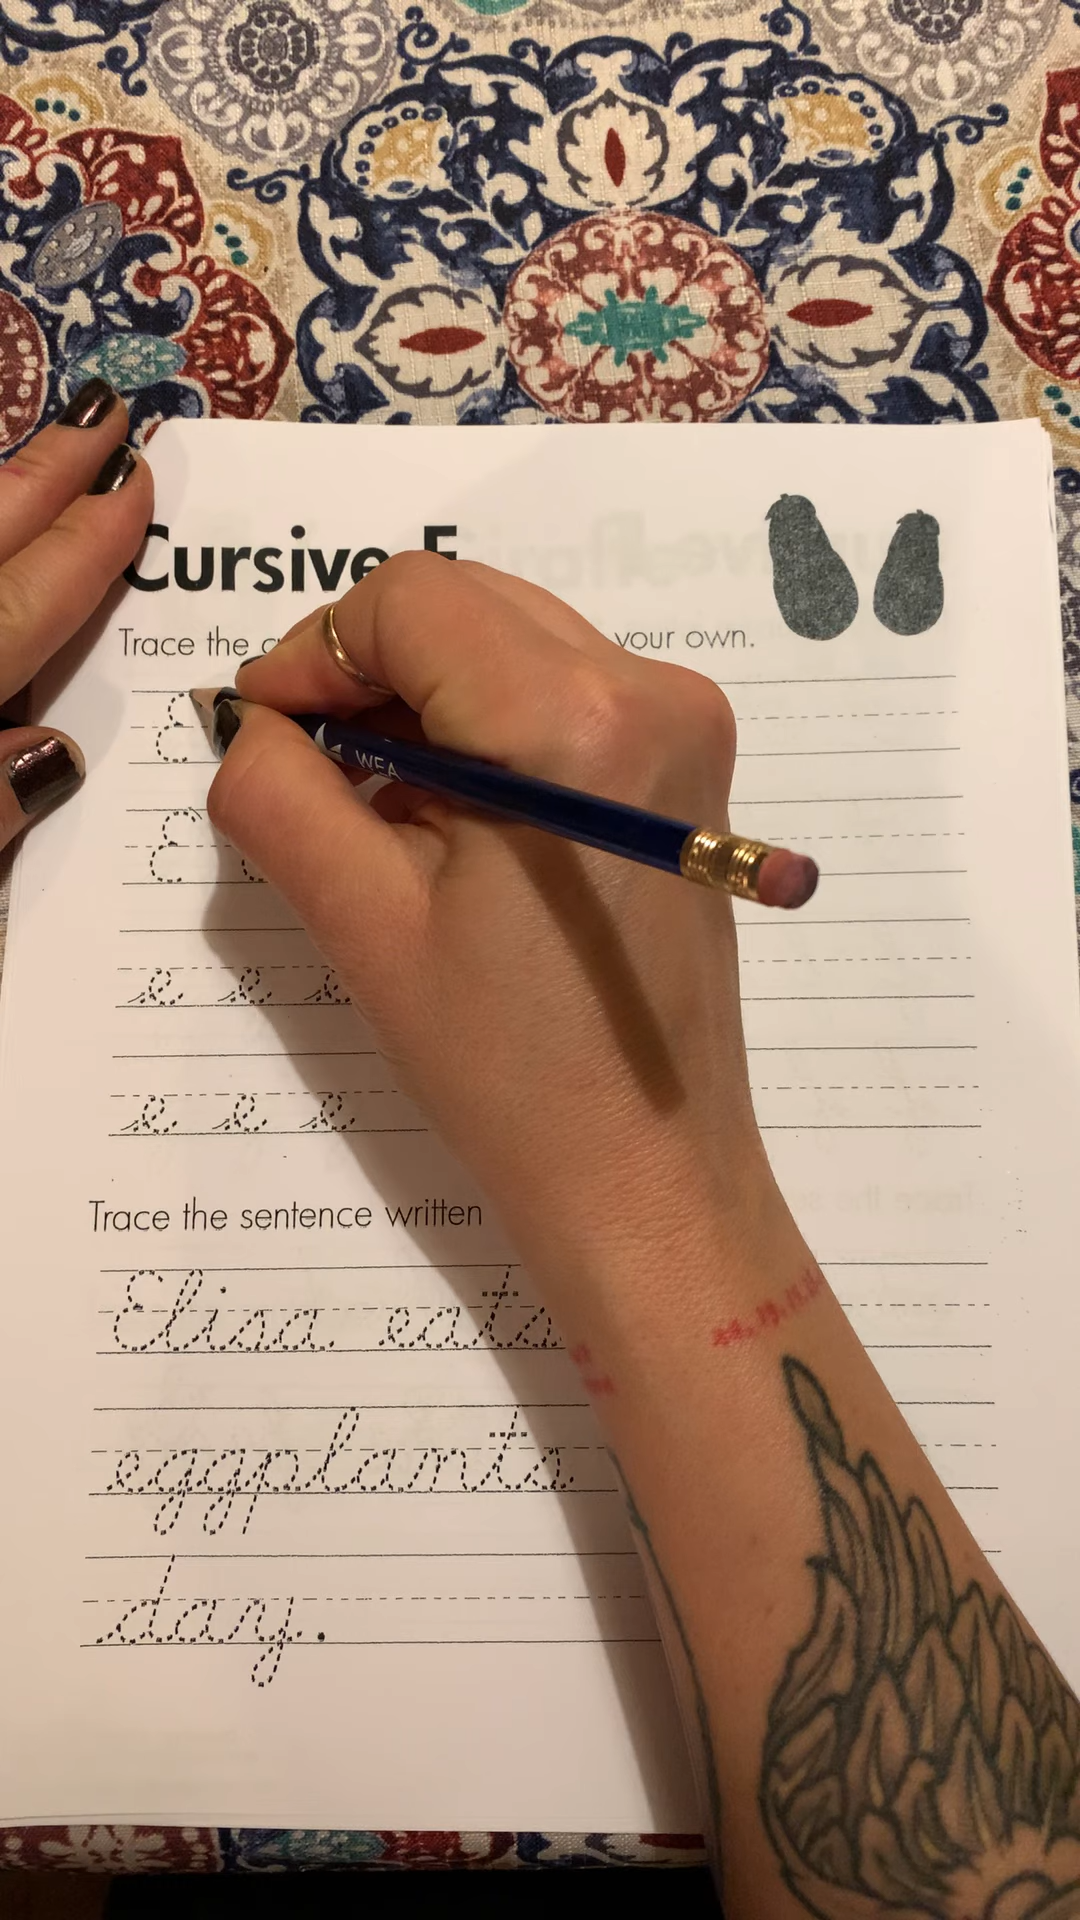 Cursive E
Trace the your own.
WEA
E
E
e e e
e e e
Trace the sentence written
Elisa eats
eggplants
day.